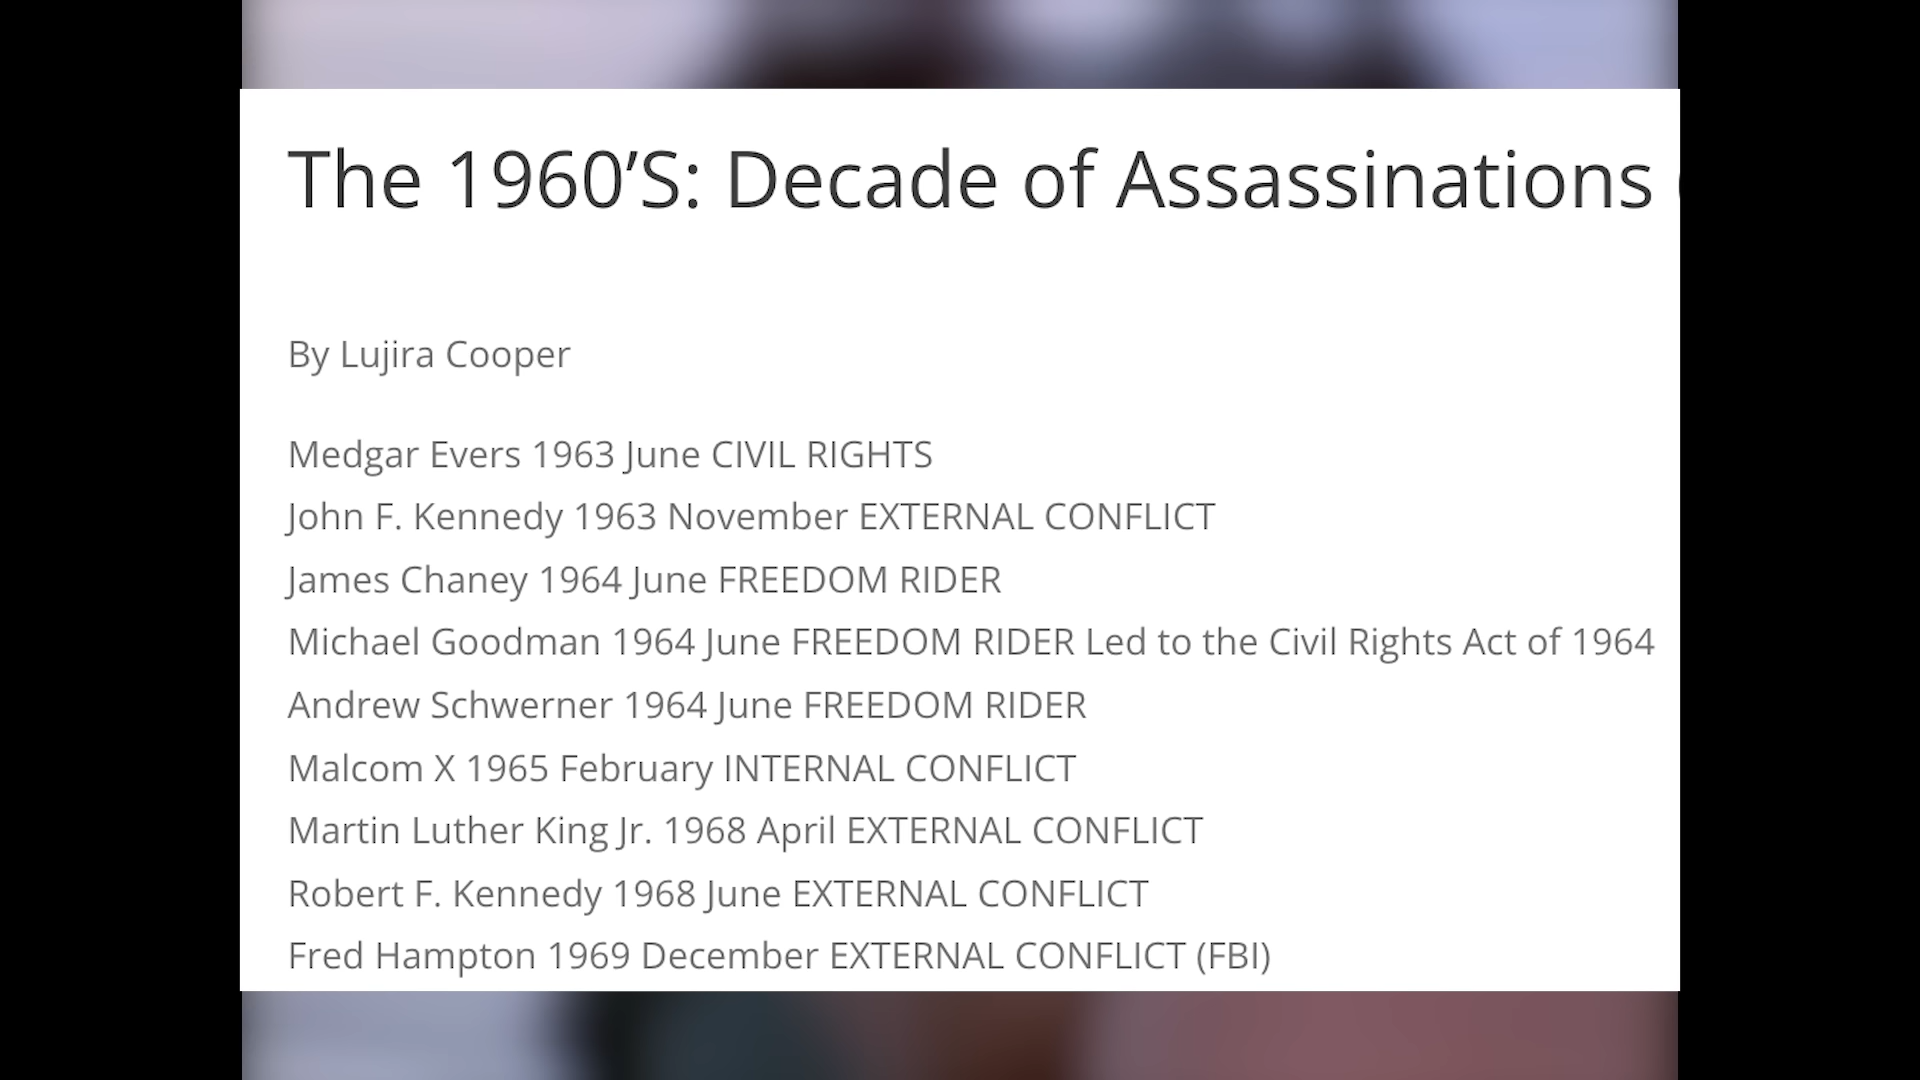 The 1960’S: Decade of Assassinations
By Lujira Cooper
Medgar Evers 1963 June CIVIL RIGHTS
John F. Kennedy 1963 November EXTERNAL CONFLICT
James Chaney 1964 June FREEDOM RIDER
Michael Goodman 1964 June FREEDOM RIDER Led to the Civil Rights Act of 1964
Andrew Schwerner 1964 June FREEDOM RIDER
Malcom X 1965 February INTERNAL CONFLICT
Martin Luther King Jr. 1968 April EXTERNAL CONFLICT
Robert F. Kennedy 1968 June EXTERNAL CONFLICT
Fred Hampton 1969 December EXTERNAL CONFLICT (FBI)